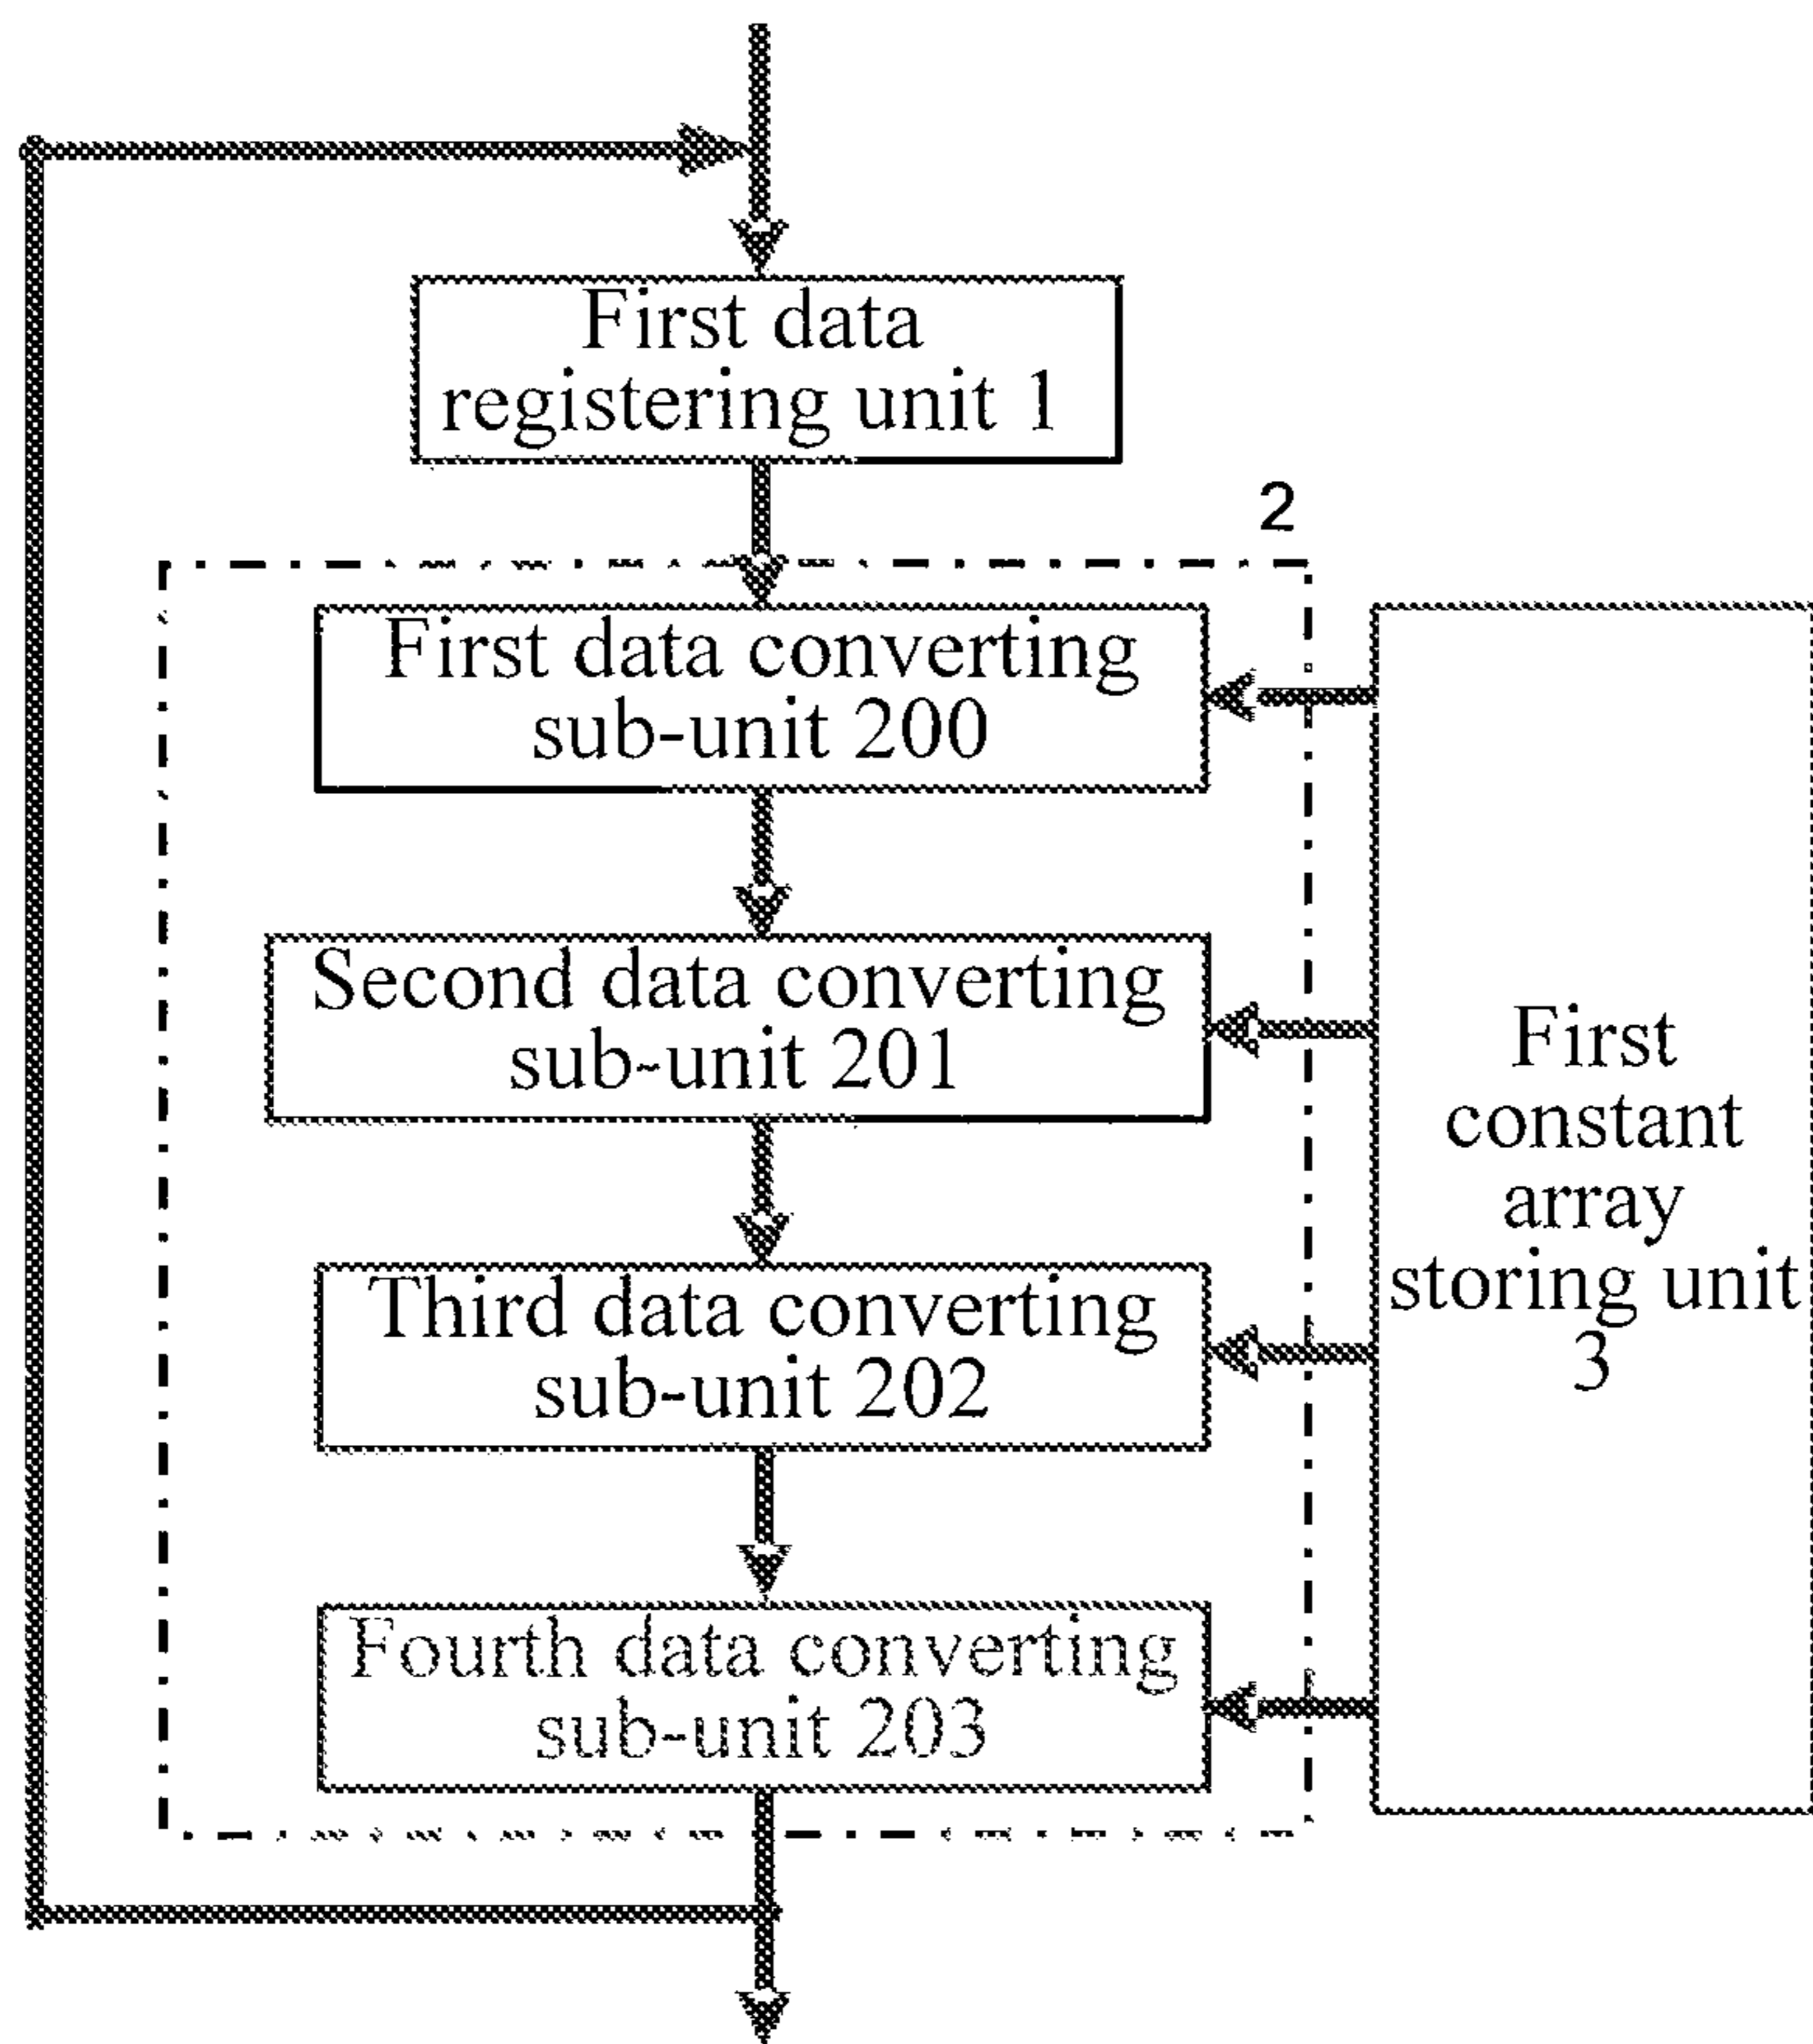 First data
registering unit 1
2
First data converting
sub-unit 200
Second data converting
sub-unit 201
Third data converting
sub-unit 202
Fourth data converting
sub-unit 203
First
constant
array
storing unit
3